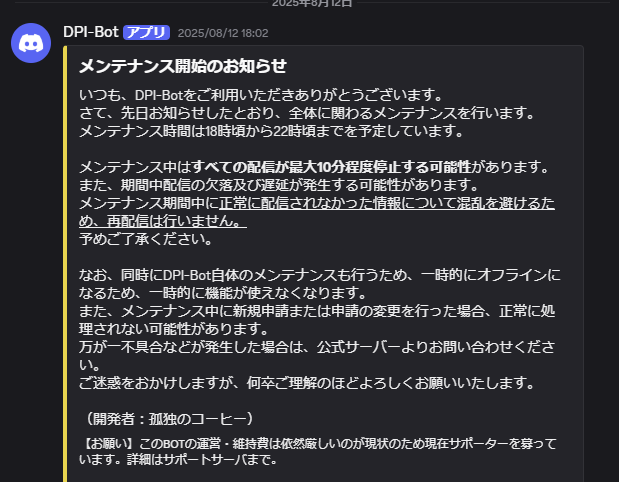 2025年8月12日
DPI-Bot アプリ 2025/08/12 18:02
メンテナンス開始のお知らせ
いつも、DPI-Botをご利用いただきありがとうございます。
さて、先日お知らせしたとおり、全体に関わるメンテナンスを行います。
メンテナンス時間は18時頃から22時頃までを予定しています。
メンテナンス中はすべての配信が最大10分程度停止する可能性があります。
また、期間中配信の欠落及び遅延が発生する可能性があります。
メンテナンス期間中に正常に配信されなかった情報について混乱を避けるた
め、再配信は行いません。
予めご了承ください。
なお、同時にDPI-Bot自体のメンテナンスも行うため、一時的にオフラインに
なるため、一時的に機能が使えなくなります。
また、メンテナンス中に新規申請または申請の変更を行った場合、正常に処
理されない可能性があります。
万が一不具合などが発生した場合は、公式サーバーよりお問い合わせくださ
い。
ご迷惑をおかけしますが、何卒ご理解のほどよろしくお願いいたします。
（開発者：孤独のコーヒー）
【お願い】このBOTの運営・維持費は依然厳しいのが現状のため現在サポーターを募って
います。詳細はサポートサーバまで。